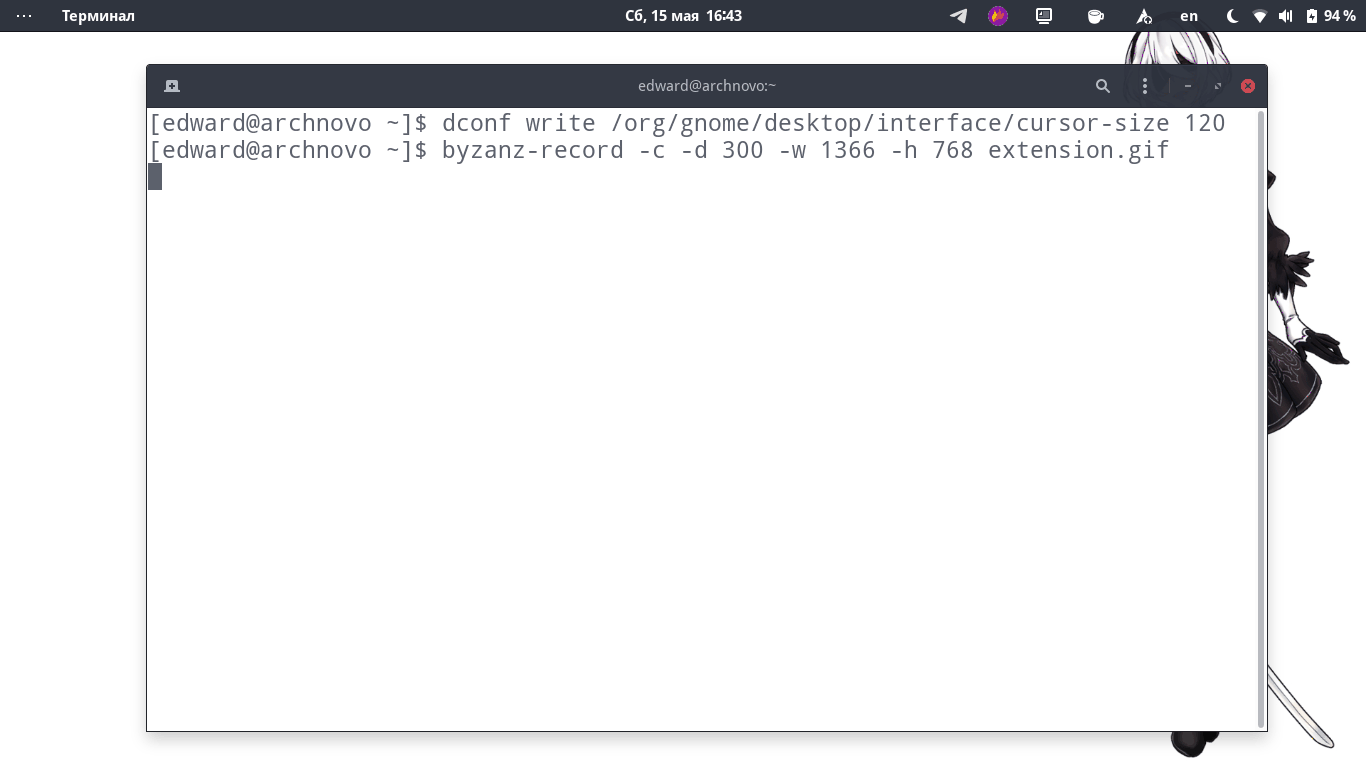 ... Терминал Сб, 15 мая 16:43 en 94 %
edward@archnovo:~
[edward@archnovo ~]$ dconf write /org/gnome/desktop/interface/cursor-size 120
[edward@archnovo ~]$ byzanz-record -c -d 300 -w 1366 -h 768 extension.gif